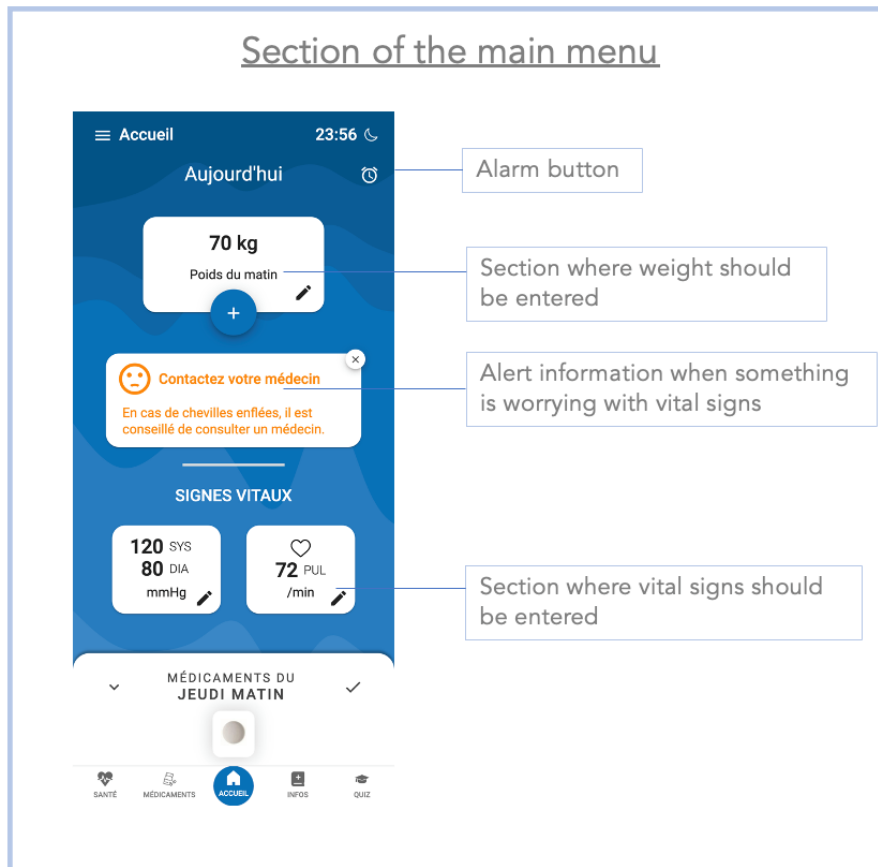 Section of the main menu
Accueil
23:56
Aujourd'hui
Alarm button
70 kg
Poids du matin
+
Section where weight should
be entered
Contactez votre médecin
En cas de chevilles enflées, il est
conseillé de consulter un médecin.
Alert information when something
is worrying with vital signs
SIGNES VITAUX
120 SYS
80 DIA
mmHg
72 PUL
/min
Section where vital signs should
be entered
MÉDICAMENTS DU
JEUDI MATIN
SANTÉ
MÉDICAMENTS
ACCUEIL
INFOS
QUIZ